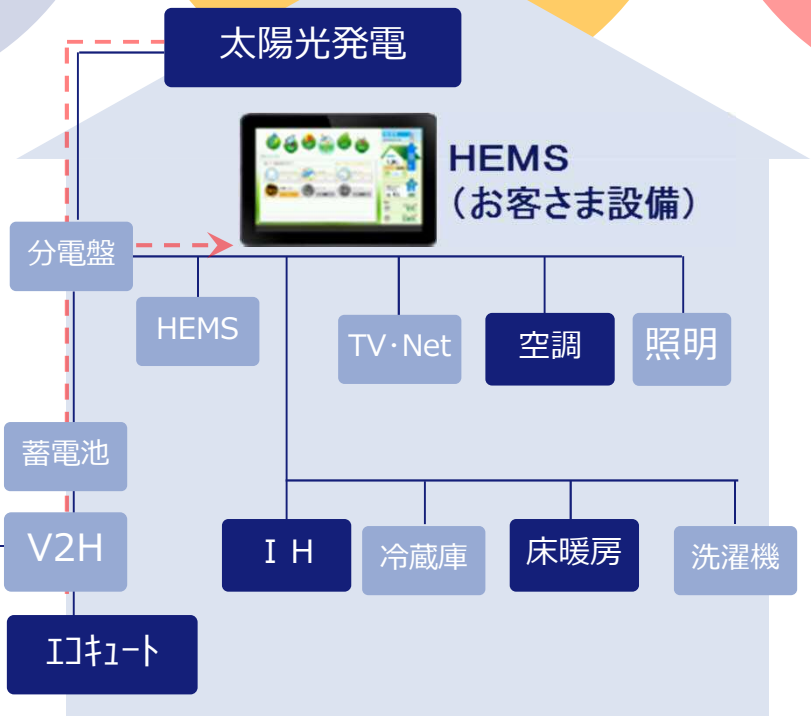 太陽光発電
HEMS
(お客さま設備)
分電盤
HEMS
TV・Net
空調
照明
蓄電池
V2H
ＩＨ
冷蔵庫
床暖房
洗濯機
ｴｺｷｭｰﾄ